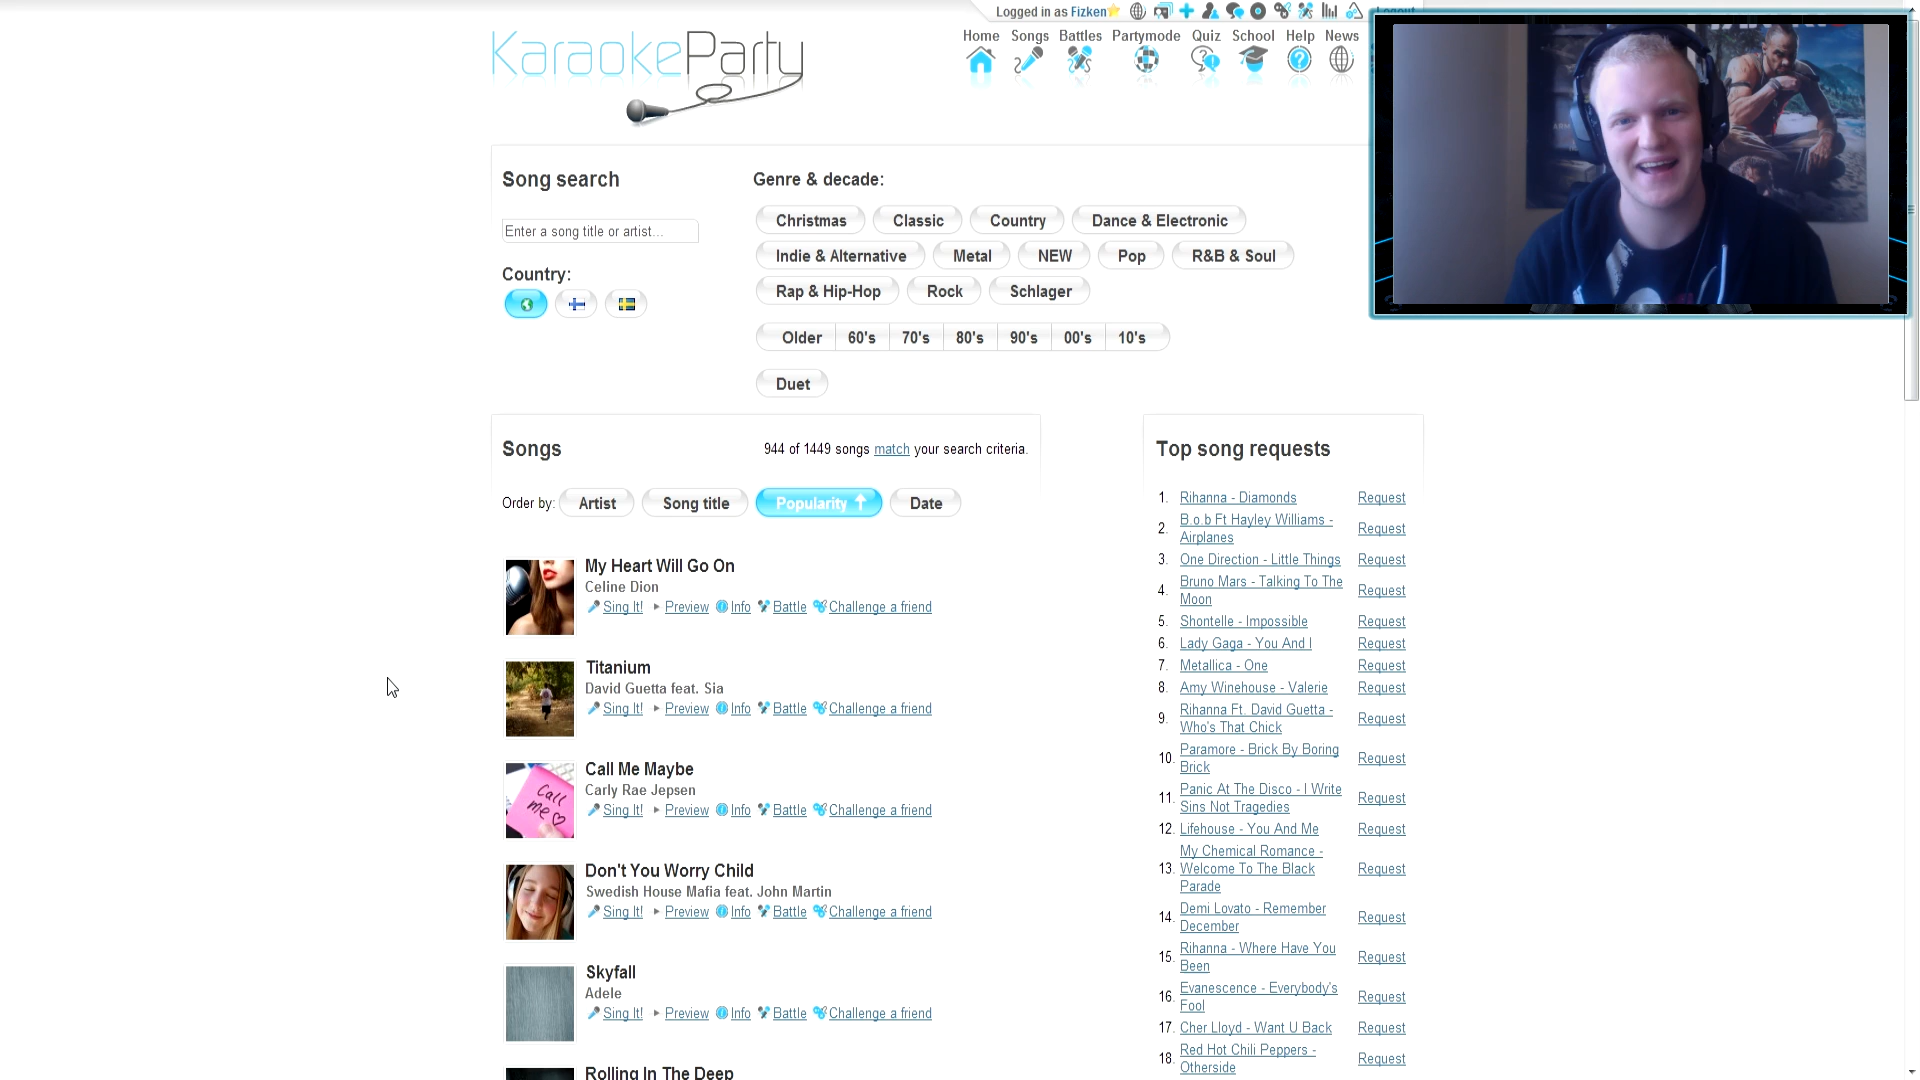 Logged in as Fizken
Logout
KaraokeParty
Home Songs Battles Partymode Quiz School Help News
Song search
Enter a song title or artist...
Country:
Genre & decade:
Christmas Classic Country Dance & Electronic
Indie & Alternative Metal NEW Pop R&B & Soul
Rap & Hip-Hop Rock Schlager
Older 60's 70's 80's 90's 00's 10's
Duet
Songs
944 of 1449 songs match your search criteria.
Order by: Artist Song title Popularity Date
My Heart Will Go On
Celine Dion
Sing It! Preview Info Battle Challenge a friend
Titanium
David Guetta feat. Sia
Sing It! Preview Info Battle Challenge a friend
Call me
Call Me Maybe
Carly Rae Jepsen
Sing It! Preview Info Battle Challenge a friend
Don't You Worry Child
Swedish House Mafia feat. John Martin
Sing It! Preview Info Battle Challenge a friend
Skyfall
Adele
Sing It! Preview Info Battle Challenge a friend
Rolling In The Deep
Top song requests
1. Rihanna - Diamonds Request
2. B.o.b Ft Hayley Williams -
Airplanes Request
3. One Direction - Little Things Request
4. Bruno Mars - Talking To The
Moon Request
5. Shontelle - Impossible Request
6. Lady Gaga - You And I Request
7. Metallica - One Request
8. Amy Winehouse - Valerie Request
9. Rihanna Ft. David Guetta -
Who's That Chick Request
10. Paramore - Brick By Boring
Brick Request
11. Panic At The Disco - I Write
Sins Not Tragedies Request
12. Lifehouse - You And Me Request
13. My Chemical Romance -
Welcome To The Black
Parade Request
14. Demi Lovato - Remember
December Request
15. Rihanna - Where Have You
Been Request
16. Evanescence - Everybody's
Fool Request
17. Cher Lloyd - Want U Back Request
18. Red Hot Chili Peppers -
Otherside Request